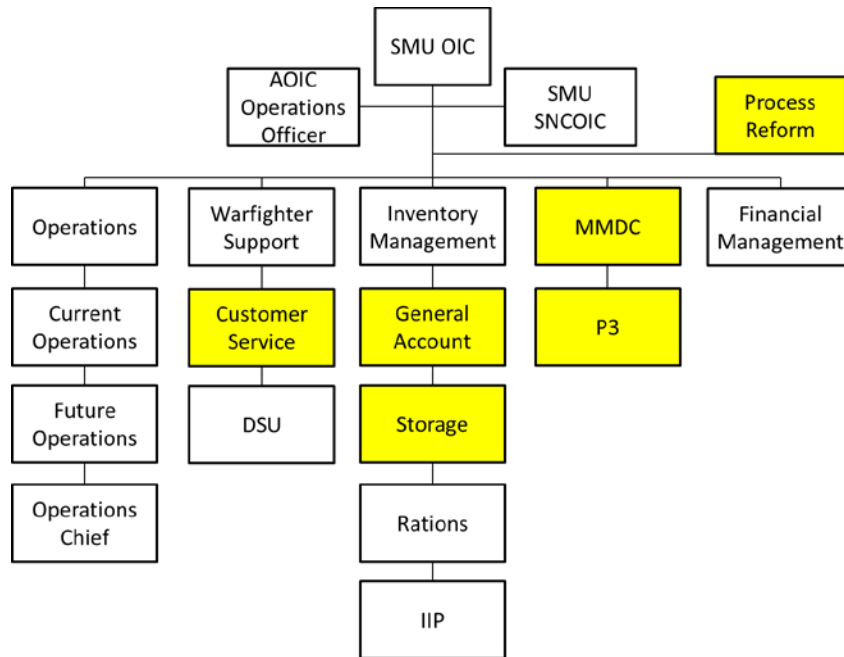 SMU OIC
AOIC
Operations
Officer
SMU
SNCOIC
Process
Reform
Operations
Warfighter
Support
Inventory
Management
MMDC
Financial
Management
Current
Operations
Customer
Service
General
Account
P3
Future
Operations
DSU
Storage
Operations
Chief
Rations
IIP